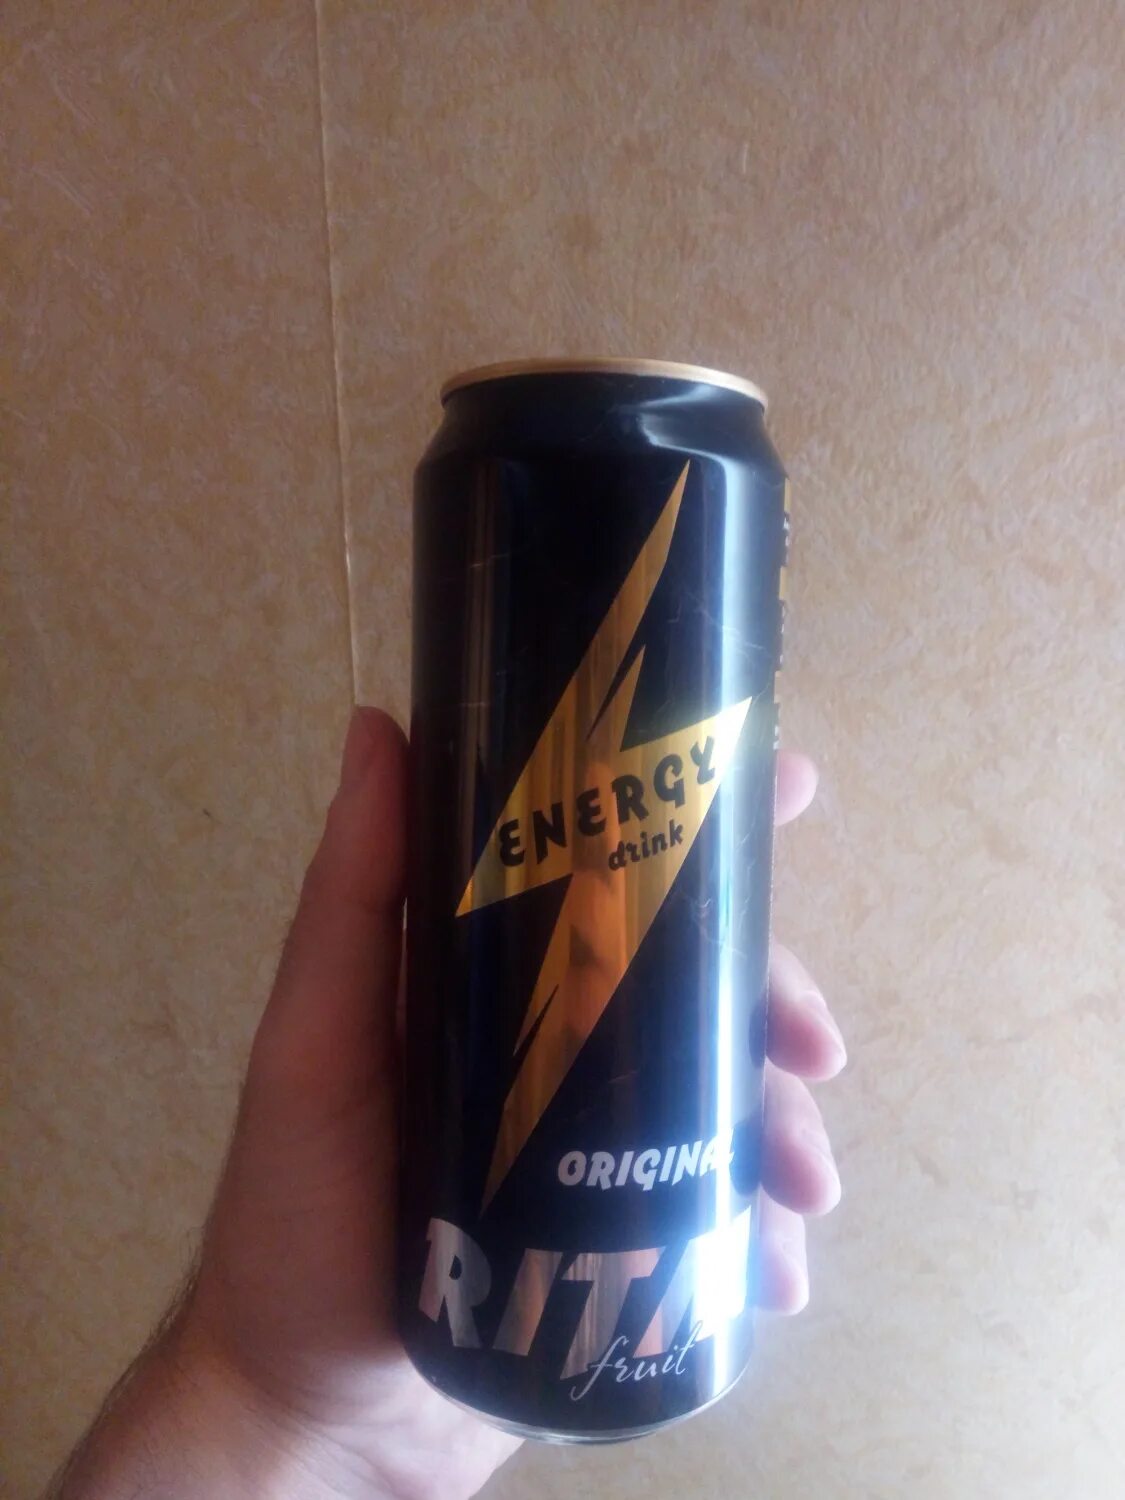 ENERGY
drink
ORIGINAL
RITA
fruit